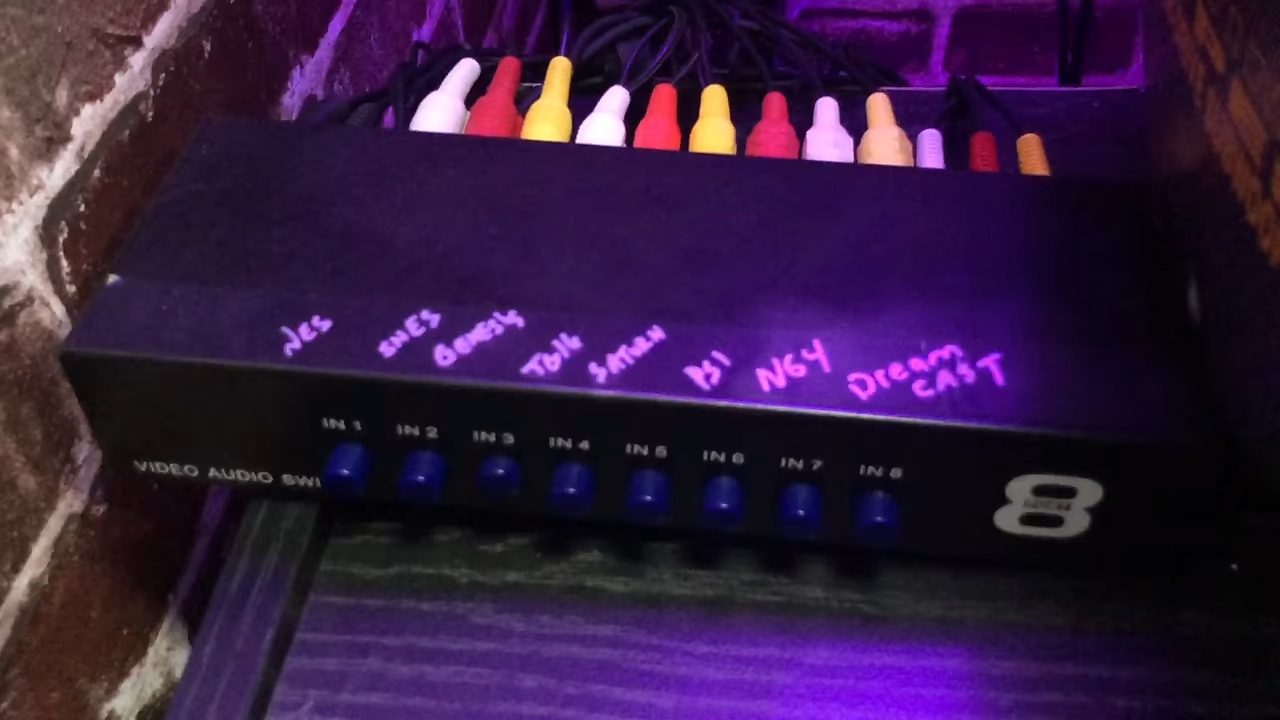 NES SNES GENESIS TG16 SATURN PS1 N64 Dream
CAST
IN 1 IN 2 IN 3 IN 4 IN 5 IN 6 IN 7 IN 8
VIDEO AUDIO SWI
8